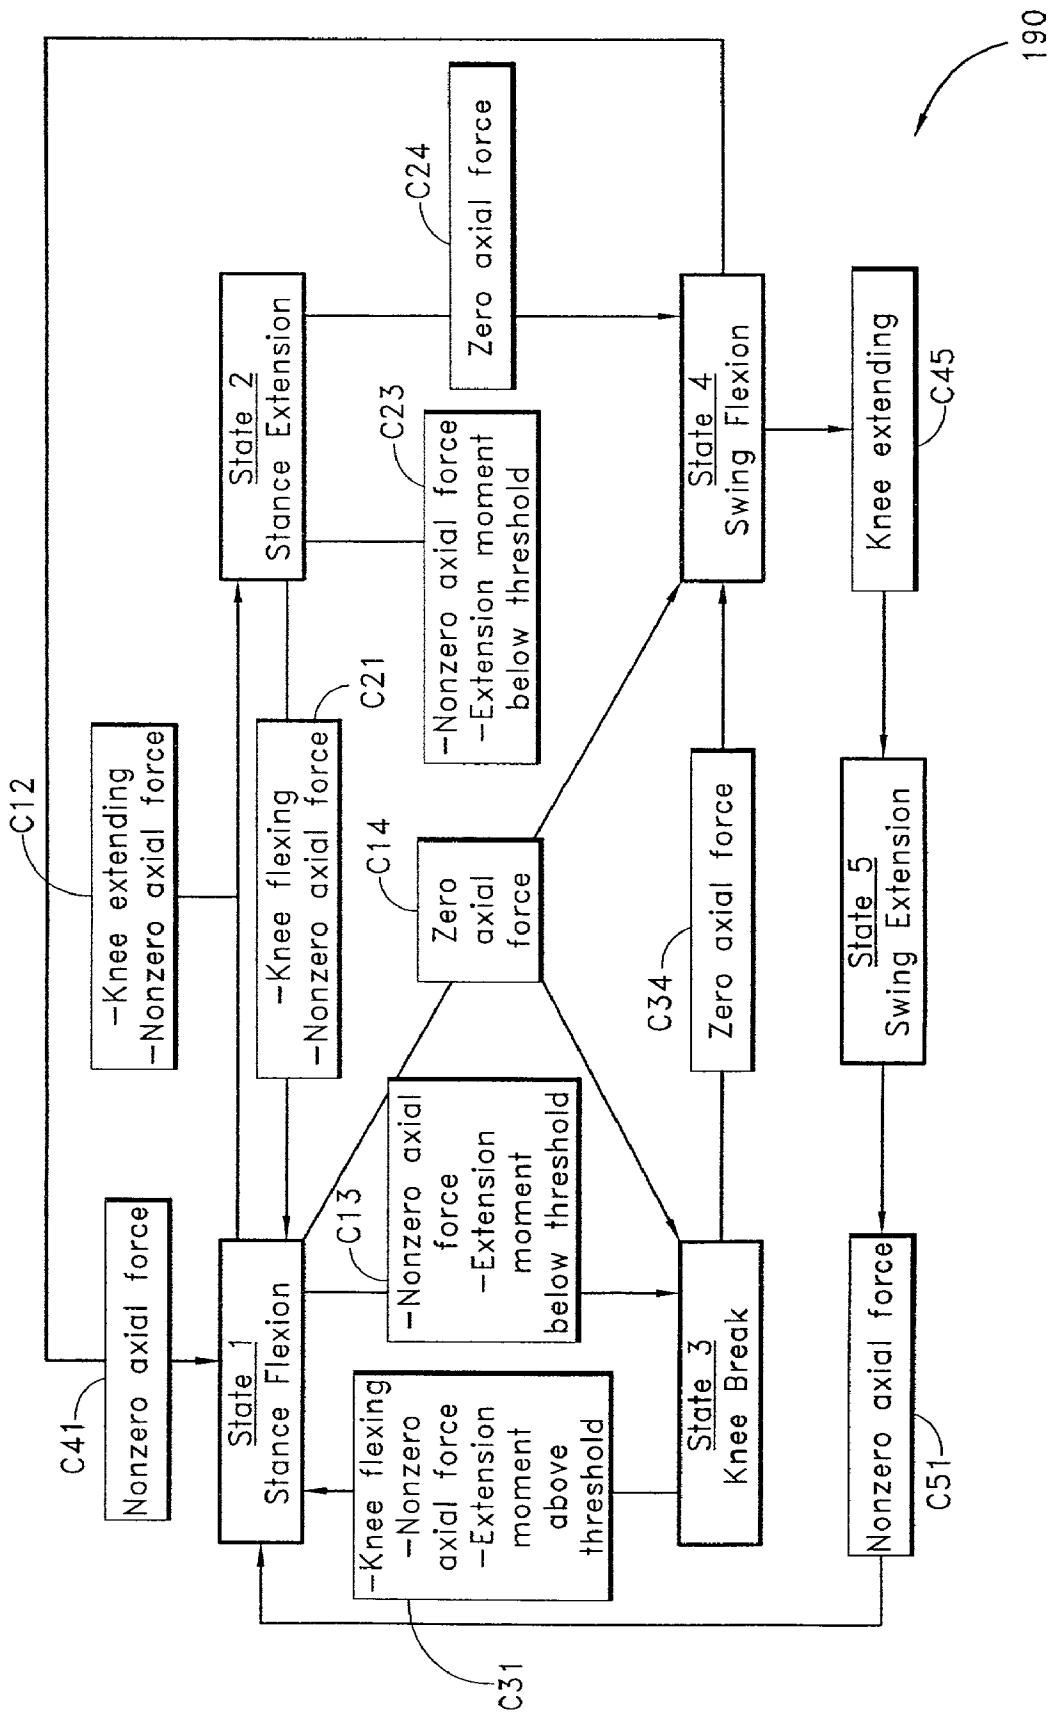 C12
C41
Nonzero axial force
–Knee extending
–Nonzero axial force
State 1
Stance Flexion
–Knee flexing
–Nonzero axial force
C21
State 2
Stance Extension
C31
–Knee flexing
–Nonzero
axial force
–Extension
moment
above
threshold
C13
–Nonzero axial
force
–Extension
moment
below threshold
C14
Zero
axial
force
C23
–Nonzero axial force
–Extension moment
below threshold
C24
Zero axial force
State 3
Knee Break
C34
Zero axial force
State 4
Swing Flexion
C51
Nonzero axial force
State 5
Swing Extension
Knee extending
C45
190